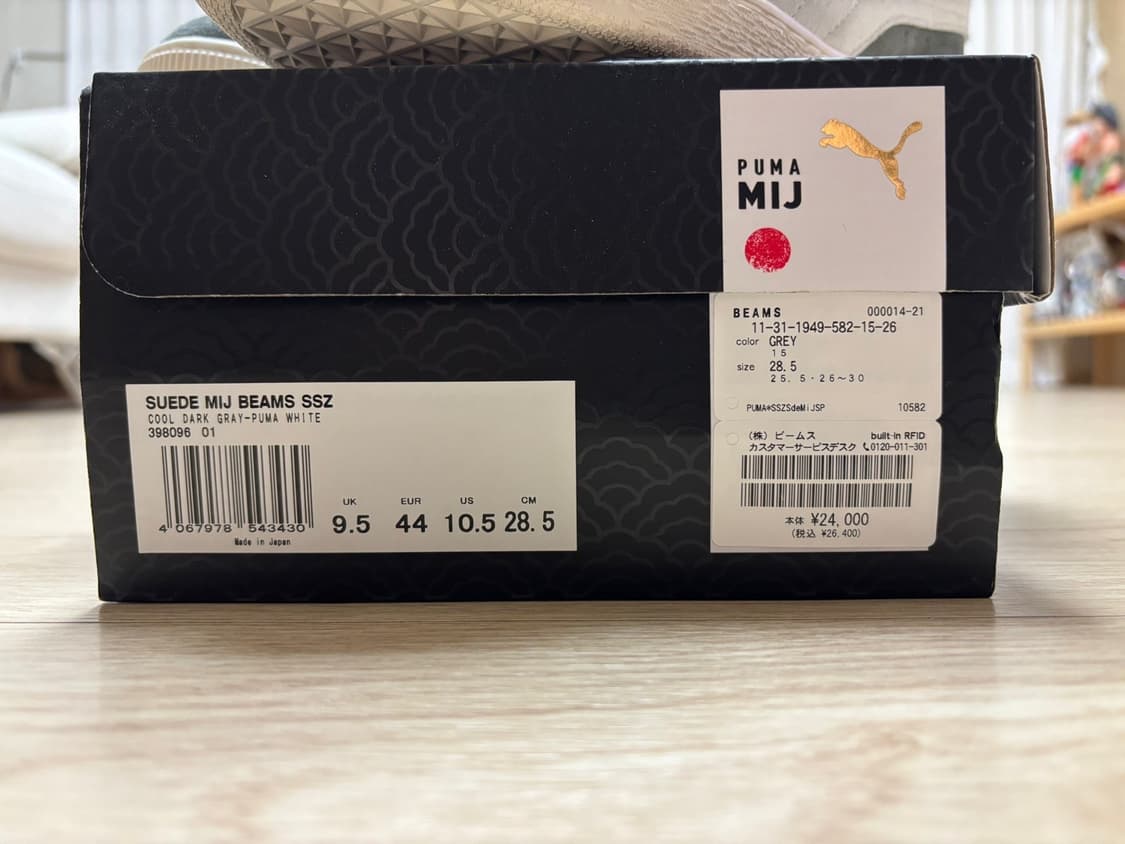 PUMA
MIJ
BEAMS 000014-21
11-31-1949-582-15-26
color GREY
15
size 28.5
25.5・26〜30
PUMA*SSZSdeMiJSP 10582
(株) ビームス built-in RFID
カスタマーサービスデスク 0120-011-301
本体 ¥24,000
(税込 ¥26,400)
SUEDE MIJ BEAMS SSZ
COOL DARK GRAY-PUMA WHITE
398096 01
4 067978 543430
Made in Japan
UK EUR US CM
9.5 44 10.5 28.5